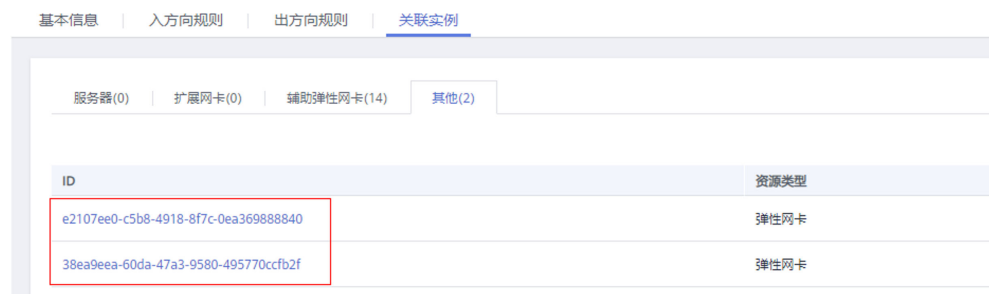 基本信息 入方向规则 出方向规则 关联实例
服务器(0) 扩展网卡(0) 辅助弹性网卡(14) 其他(2)
ID 资源类型
e2107ee0-c5b8-4918-8f7c-0ea369888840 弹性网卡
38ea9eea-60da-47a3-9580-495770ccfb2f 弹性网卡